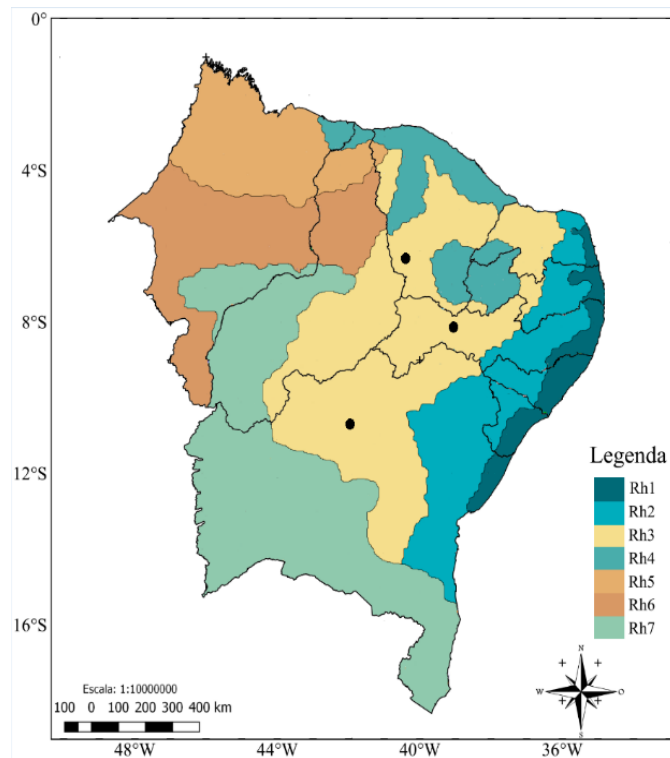 0°
4°S
8°S
12°S
16°S
Legenda
Rh1
Rh2
Rh3
Rh4
Rh5
Rh6
Rh7
Escala: 1:10000000
100 0 100 200 300 400 km
N
W O
S
48°W 44°W 40°W 36°W